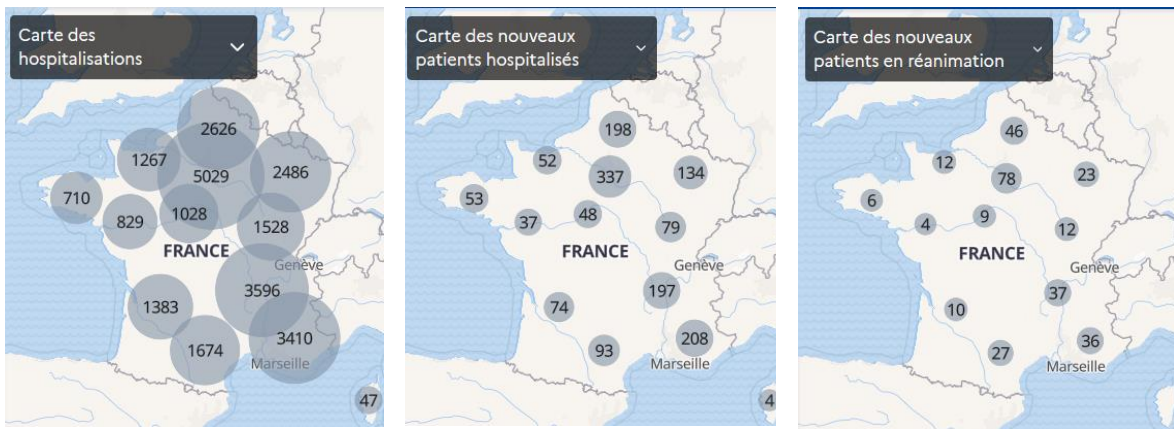 Carte des
hospitalisations
2626
1267
5029
2486
710
829
1028
1528
FRANCE
Genève
3596
1383
3410
1674
Marseille
47
Carte des nouveaux
patients hospitalisés
198
52
337
134
53
37
48
79
FRANCE
Genève
197
74
208
93
Marseille
4
Carte des nouveaux
patients en réanimation
46
12
78
23
6
4
9
12
FRANCE
Genève
37
10
36
27
Marseille